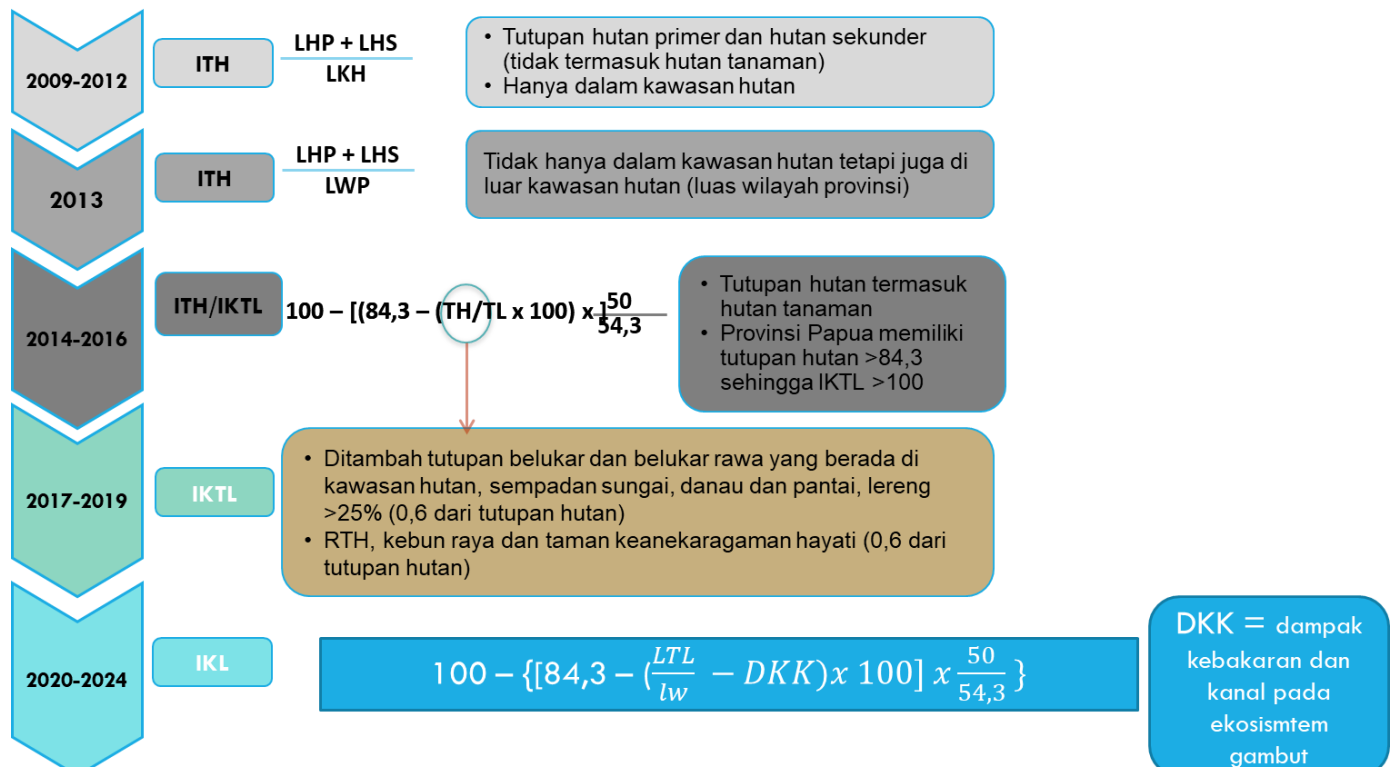 2009-2012
ITH
LHP + LHS
LKH
• Tutupan hutan primer dan hutan sekunder
(tidak termasuk hutan tanaman)
• Hanya dalam kawasan hutan
2013
ITH
LHP + LHS
LWP
Tidak hanya dalam kawasan hutan tetapi juga di
luar kawasan hutan (luas wilayah provinsi)
2014-2016
ITH/IKTL
100 – [(84,3 – (TH/TL x 100) x ]
50
54,3
• Tutupan hutan termasuk
hutan tanaman
• Provinsi Papua memiliki
tutupan hutan >84,3
sehingga IKTL >100
2017-2019
IKTL
• Ditambah tutupan belukar dan belukar rawa yang berada di
kawasan hutan, sempadan sungai, danau dan pantai, lereng
>25% (0,6 dari tutupan hutan)
• RTH, kebun raya dan taman keanekaragaman hayati (0,6 dari
tutupan hutan)
2020-2024
IKL
100 – {[84,3 – (LTL/lw – DKK)x 100] x 50/54,3 }
DKK = dampak
kebakaran dan
kanal pada
ekosismtem
gambut